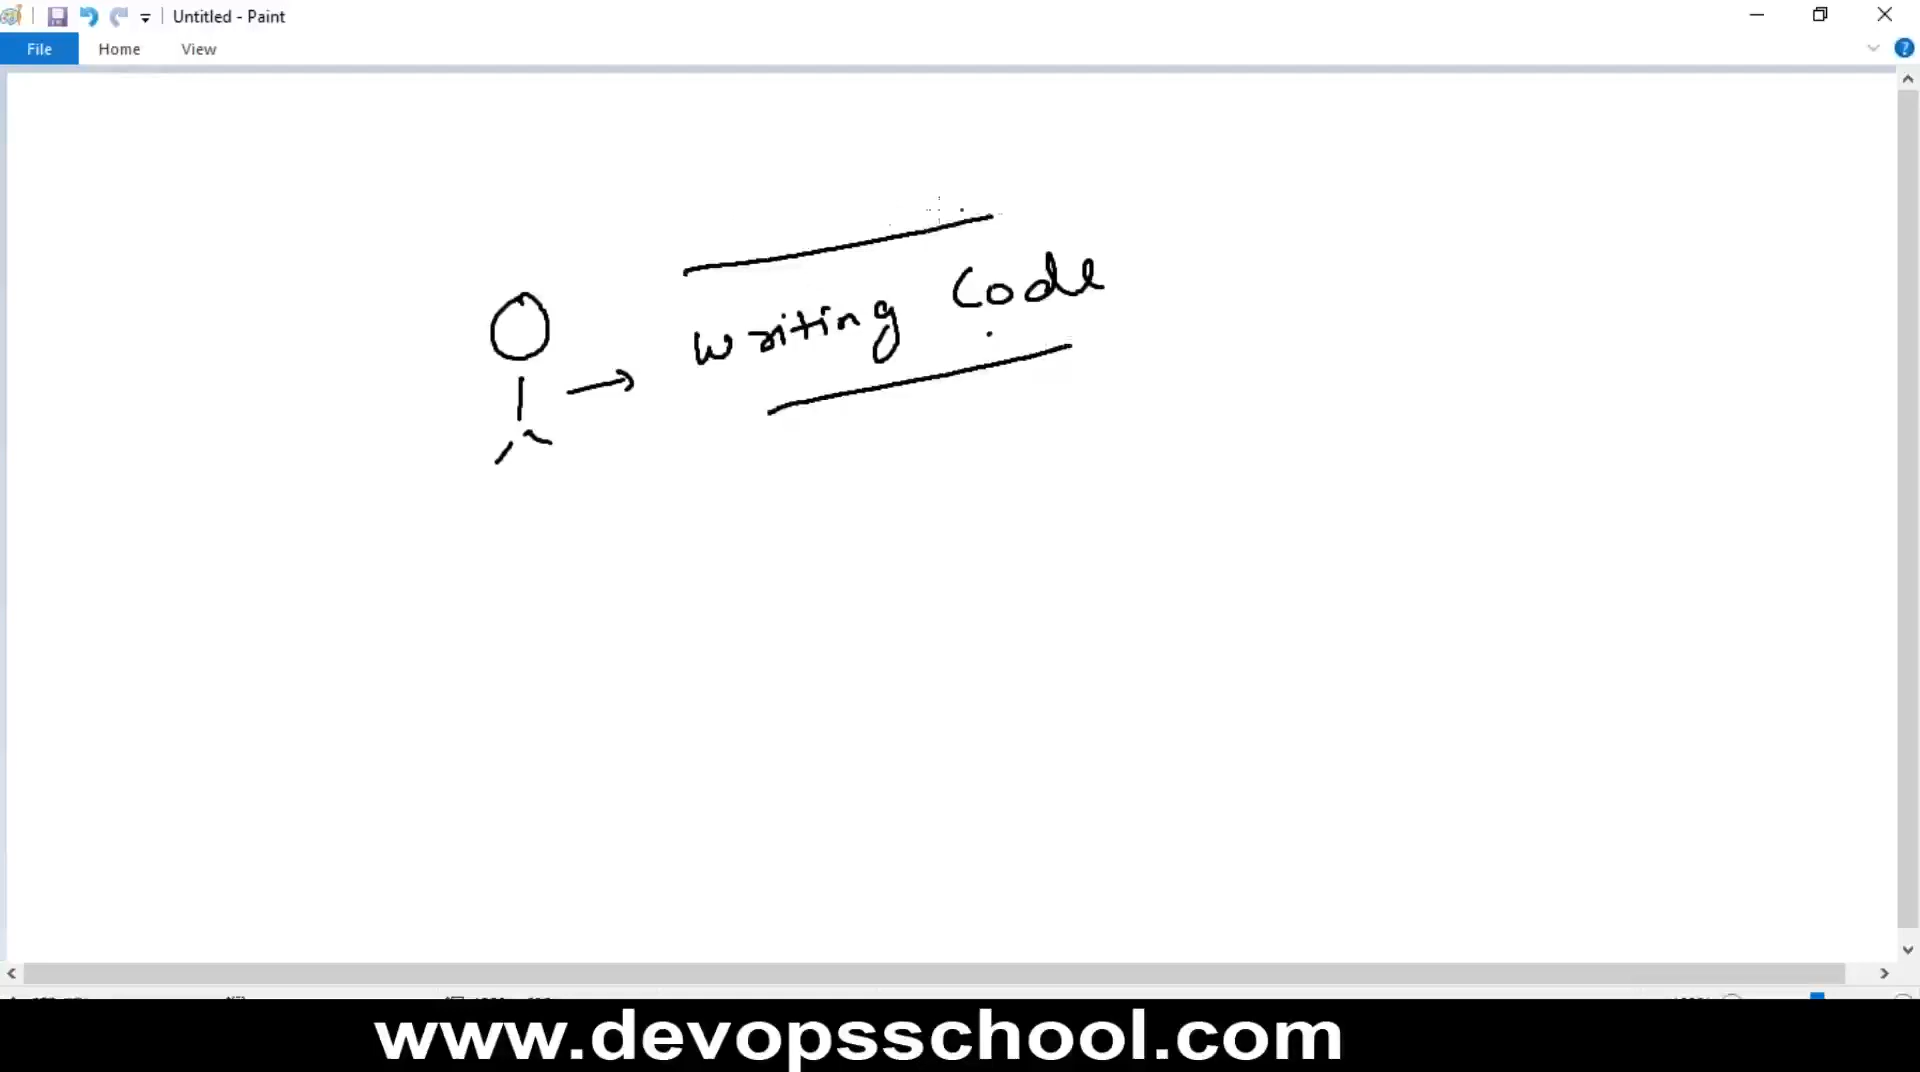 Untitled - Paint
File Home View
writing Code
www.devopsschool.com